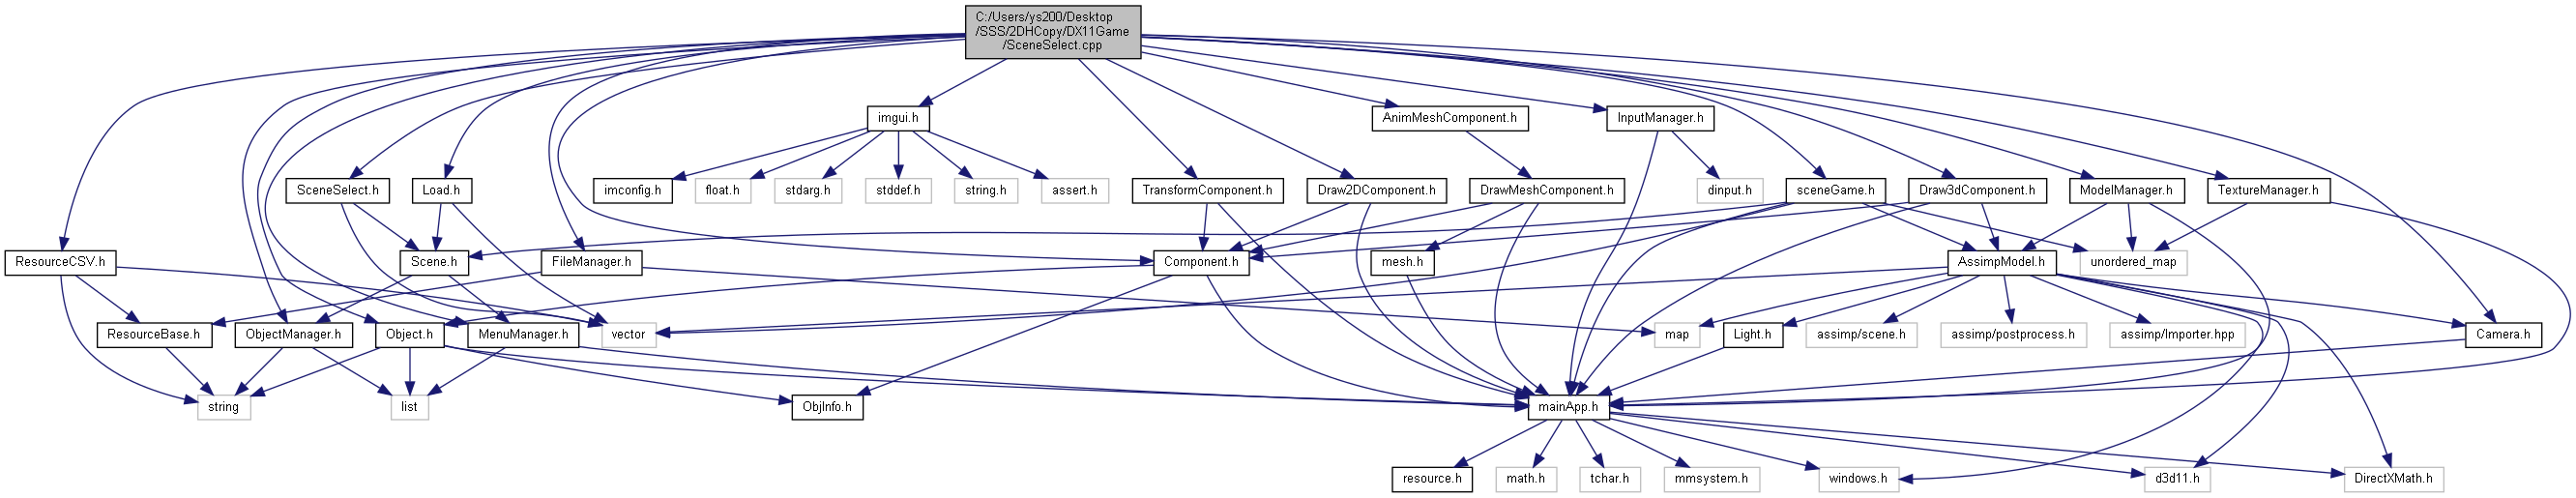 C:/Users/ys200/Desktop
/SSS/2DHCopy/DX11Game
/SceneSelect.cpp
imgui.h
AnimMeshComponent.h
InputManager.h
SceneSelect.h
Load.h
imconfig.h
float.h
stdarg.h
stddef.h
string.h
assert.h
TransformComponent.h
Draw2DComponent.h
DrawMeshComponent.h
dinput.h
sceneGame.h
Draw3dComponent.h
ModelManager.h
TextureManager.h
ResourceCSV.h
Scene.h
FileManager.h
Component.h
mesh.h
AssimpModel.h
unordered_map
ResourceBase.h
ObjectManager.h
Object.h
MenuManager.h
vector
map
Light.h
assimp/scene.h
assimp/postprocess.h
assimp/Importer.hpp
Camera.h
string
list
ObjInfo.h
mainApp.h
resource.h
math.h
tchar.h
mmsystem.h
windows.h
d3d11.h
DirectXMath.h